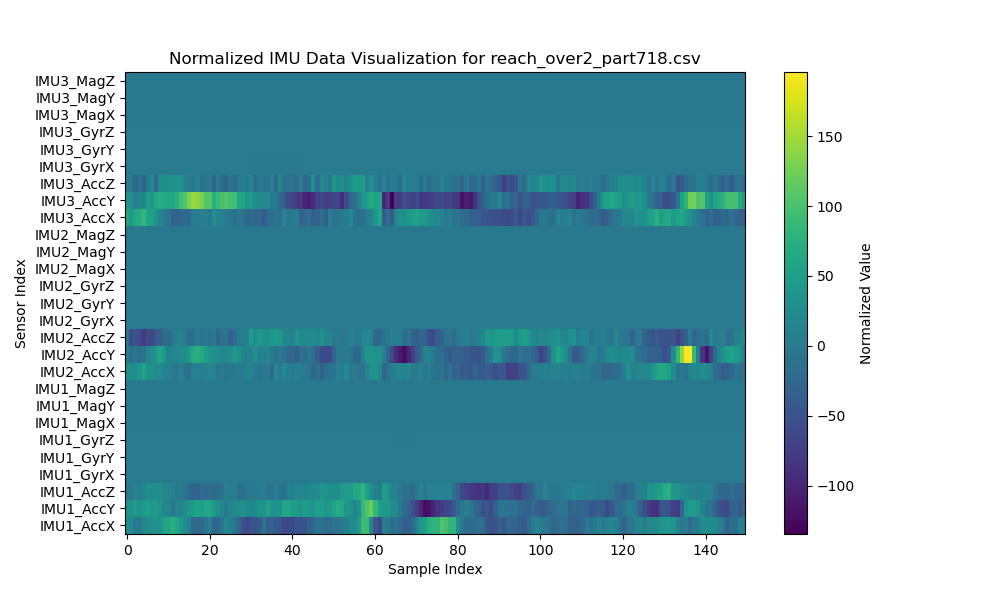 Normalized IMU Data Visualization for reach_over2_part718.csv
IMU3_MagZ
IMU3_MagY
IMU3_MagX
IMU3_GyrZ
IMU3_GyrY
IMU3_GyrX
IMU3_AccZ
IMU3_AccY
IMU3_AccX
IMU2_MagZ
IMU2_MagY
IMU2_MagX
IMU2_GyrZ
IMU2_GyrY
IMU2_GyrX
IMU2_AccZ
IMU2_AccY
IMU2_AccX
IMU1_MagZ
IMU1_MagY
IMU1_MagX
IMU1_GyrZ
IMU1_GyrY
IMU1_GyrX
IMU1_AccZ
IMU1_AccY
IMU1_AccX
Sensor Index
0 20 40 60 80 100 120 140
Sample Index
150
100
50
0
−50
−100
Normalized Value